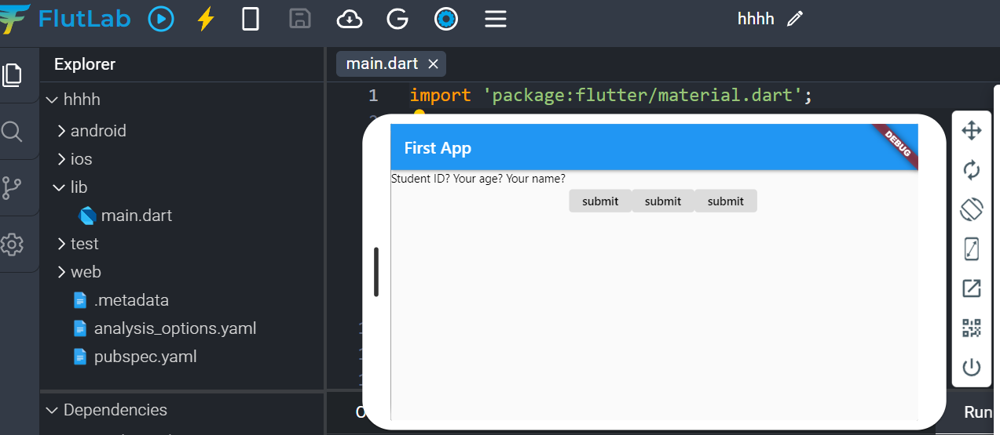 FlutLab
hhhh
Explorer
main.dart
hhhh
android
ios
lib
main.dart
test
web
.metadata
analysis_options.yaml
pubspec.yaml
Dependencies
1 import 'package:flutter/material.dart';
First App
DEBUG
Student ID? Your age? Your name?
submit submit submit
Run